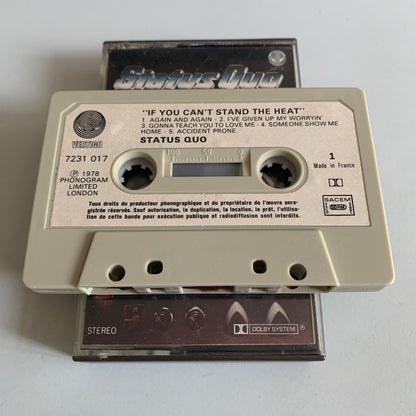 Status Quo
"IF YOU CAN'T STAND THE HEAT"
1. AGAIN AND AGAIN - 2. I'VE GIVEN UP MY WORRYIN'
3. GONNA TEACH YOU TO LOVE ME - 4. SOMEONE SHOW ME
HOME - 5. ACCIDENT PRONE
STATUS QUO
VERTIGO
7231 017
℗ 1978
PHONOGRAM
LIMITED
LONDON
100 50 0
1
Made in France
SACEM
Tous droits du producteur phonographique et du propriétaire de l'œuvre enre-
gistrée réservés. Sauf autorisation, la duplication, la location, le prêt, l'utilisa-
tion de cette bande pour exécution publique et radiodiffusion sont interdits.
STEREO
DOLBY SYSTEM ®